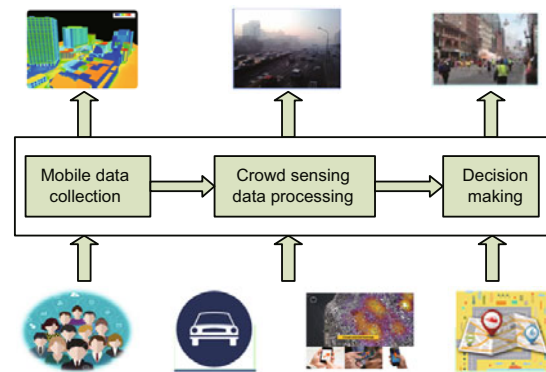 Mobile data
collection
Crowd sensing
data processing
Decision
making